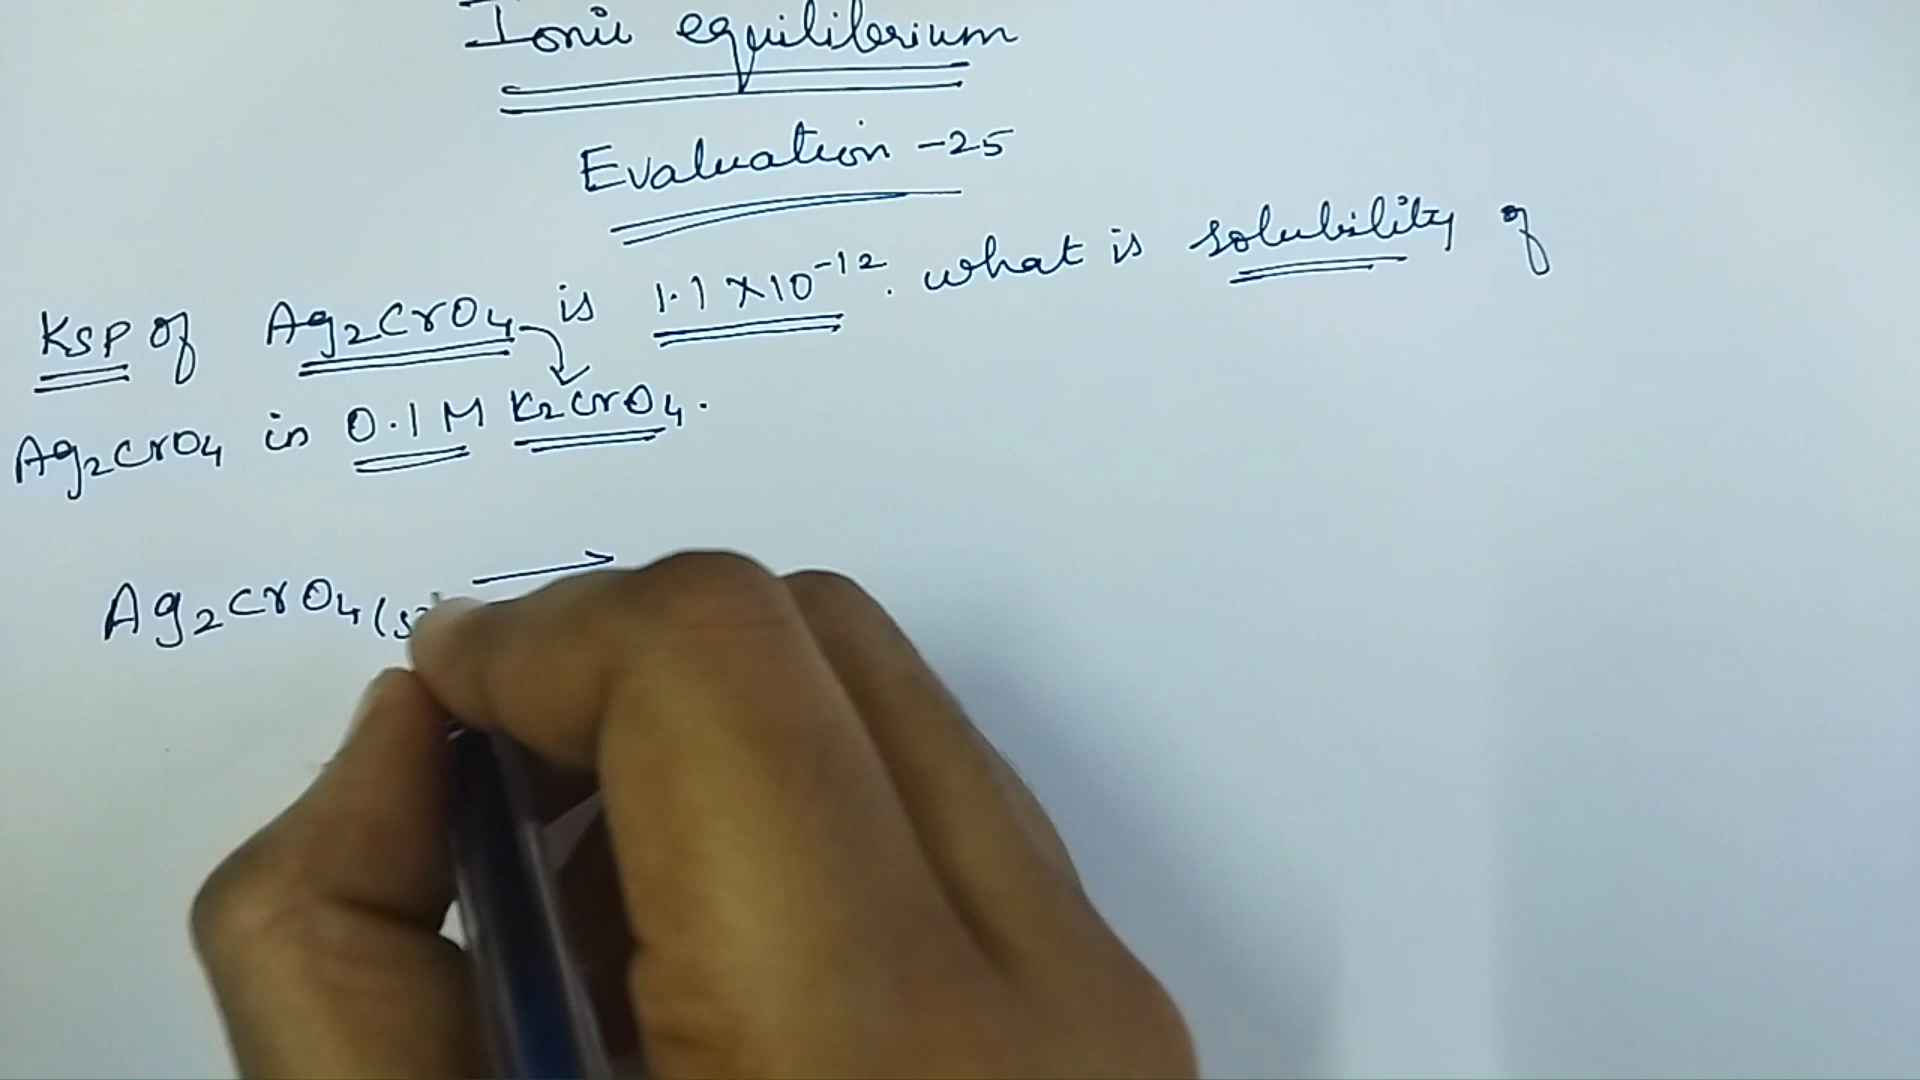 Ionic equilibrium
Evaluation -25
KSP of Ag₂CrO₄ is 1.1×10⁻¹². what is solubility of
Ag₂CrO₄ in 0.1 M K₂CrO₄.
Ag₂CrO₄(s) →